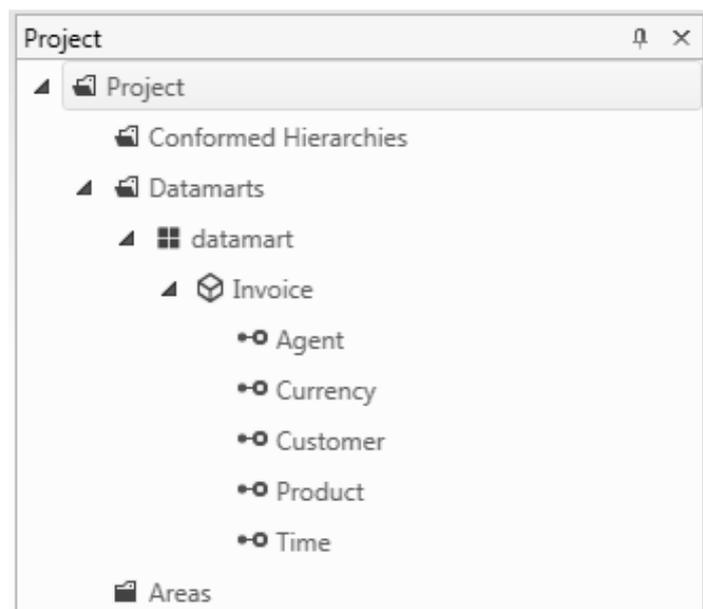 Project
Project
Conformed Hierarchies
Datamarts
datamart
Invoice
Agent
Currency
Customer
Product
Time
Areas